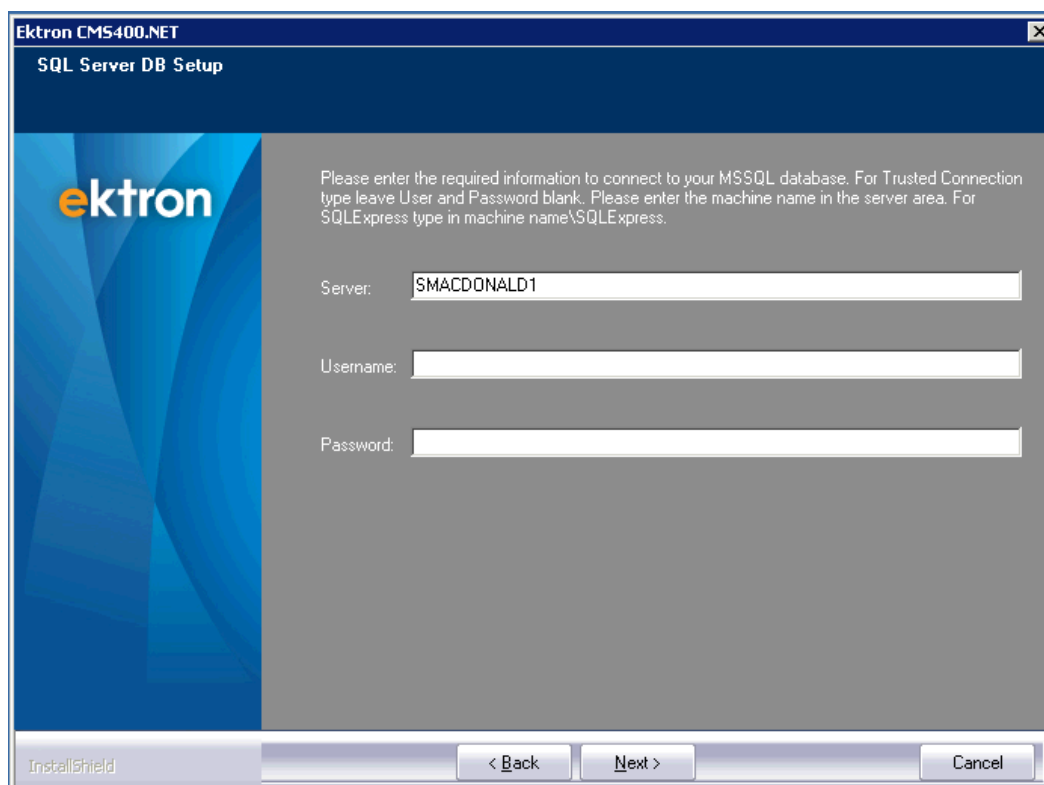 Ektron CMS400.NET
SQL Server DB Setup
ektron
Please enter the required information to connect to your MSSQL database. For Trusted Connection
type leave User and Password blank. Please enter the machine name in the server area. For
SQLExpress type in machine name\SQLExpress.
Server: SMACDONALD1
Username:
Password:
InstallShield
< Back Next > Cancel